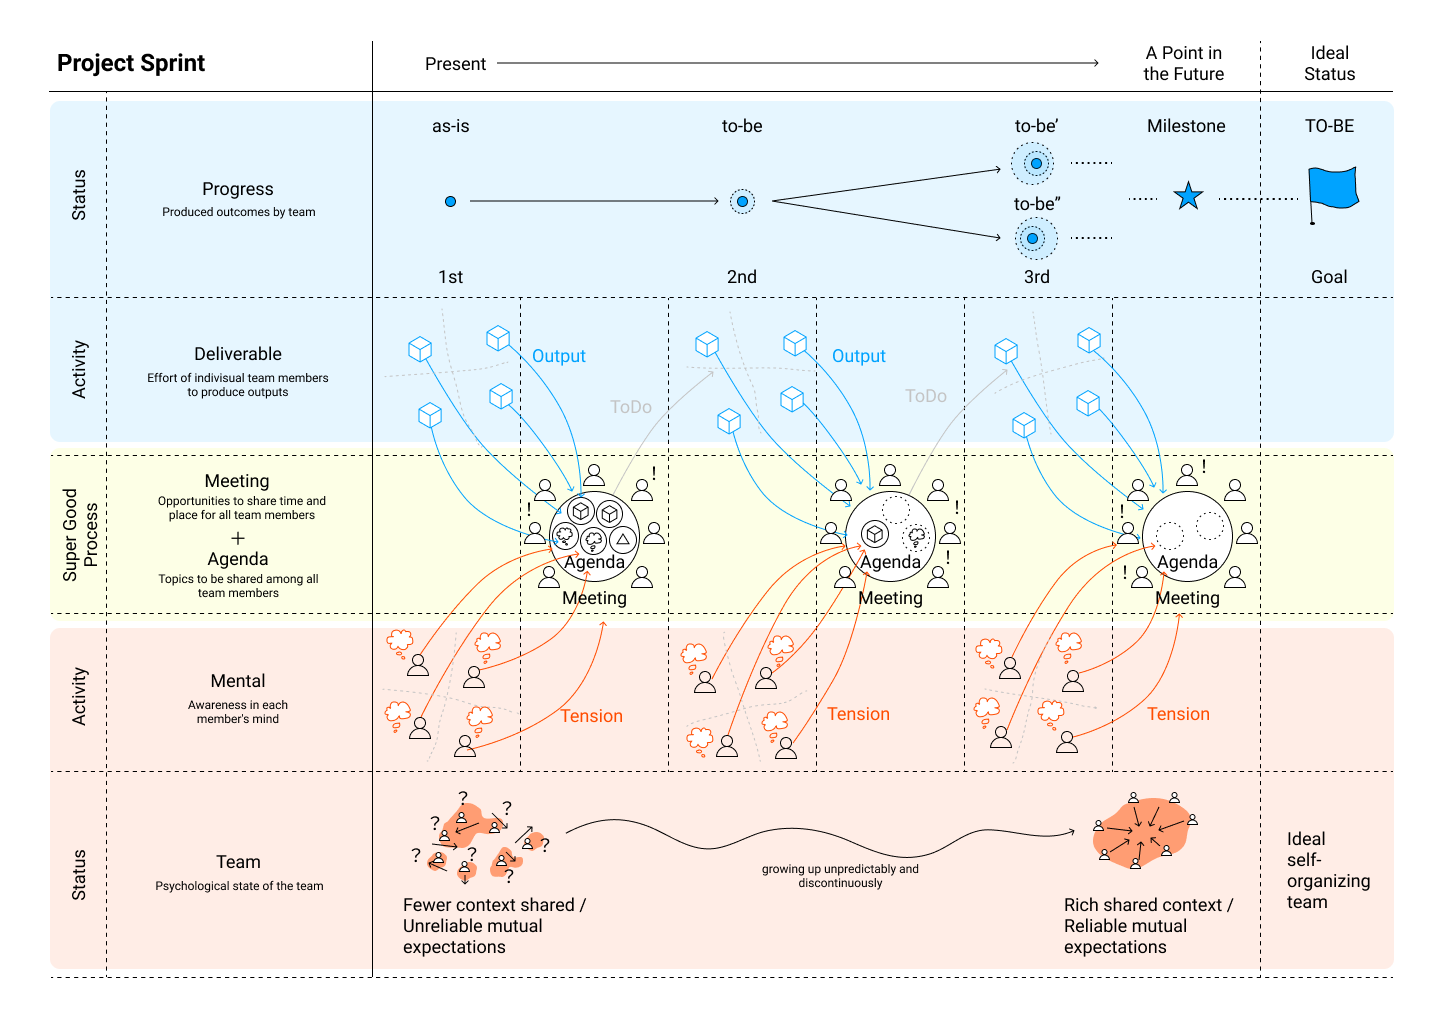 Project Sprint
Present
A Point in
the Future
Ideal
Status
Status
Progress
Produced outcomes by team
as-is
to-be
to-be’
to-be”
Milestone
TO-BE
1st
2nd
3rd
Goal
Activity
Deliverable
Effort of indivisual team members
to produce outputs
Output
ToDo
Output
ToDo
Super Good
Process
Meeting
Opportunities to share time and
place for all team members
+
Agenda
Topics to be shared among all
team members
!
!
Agenda
Meeting
!
!
Agenda
Meeting
!
!
!
Agenda
Meeting
Activity
Mental
Awareness in each
member's mind
Tension
Tension
Tension
Status
Team
Psychological state of the team
?
?
?
?
?
?
?
Fewer context shared /
Unreliable mutual
expectations
growing up unpredictably and
discontinuously
Rich shared context /
Reliable mutual
expectations
Ideal
self-
organizing
team